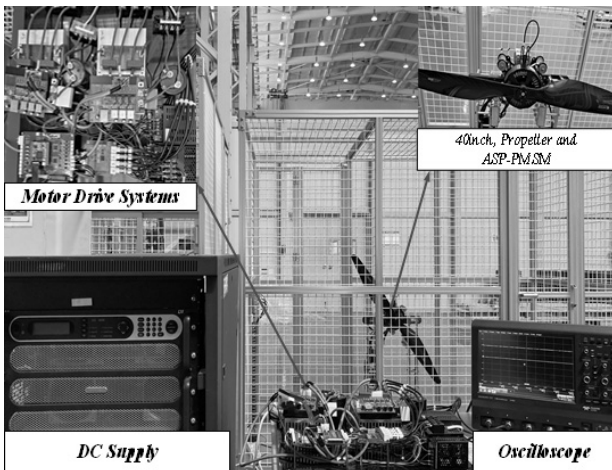 40inch, Propeller and
ASP-PMSM
Motor Drive Systems
DC Supply
Oscilloscope